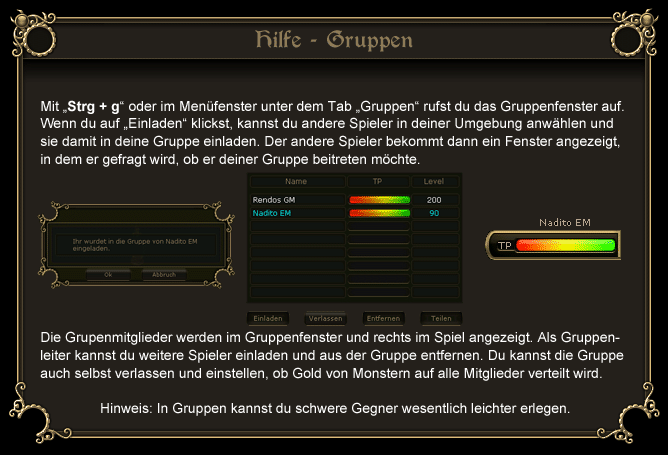 Hilfe - Gruppen
Mit „Strg + g“ oder im Menüfenster unter dem Tab „Gruppen“ rufst du das Gruppenfenster auf.
Wenn du auf „Einladen“ klickst, kannst du andere Spieler in deiner Umgebung anwählen und
sie damit in deine Gruppe einladen. Der andere Spieler bekommt dann ein Fenster angezeigt,
in dem er gefragt wird, ob er deiner Gruppe beitreten möchte.
Ihr wurdet in die Gruppe von Nadito EM
eingeladen.
Ok Abbruch
Name TP Level
Rendos GM 200
Nadito EM 90
Einladen Verlassen Entfernen Teilen
Nadito EM
TP
Die Grupenmitglieder werden im Gruppenfenster und rechts im Spiel angezeigt. Als Gruppen-
leiter kannst du weitere Spieler einladen und aus der Gruppe entfernen. Du kannst die Gruppe
auch selbst verlassen und einstellen, ob Gold von Monstern auf alle Mitglieder verteilt wird.
Hinweis: In Gruppen kannst du schwere Gegner wesentlich leichter erlegen.